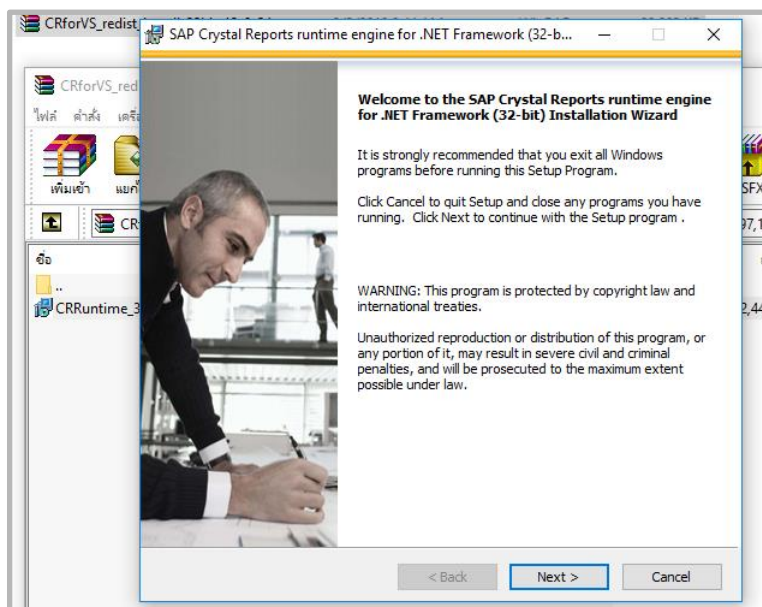 CRforVS_redist
SAP Crystal Reports runtime engine for .NET Framework (32-b...
CRforVS_red
ไฟล์ คำสั่ง
เพิ่มเข้า
SFX
CR
ชื่อ
..
CRRuntime_3
2,44
Welcome to the SAP Crystal Reports runtime engine
for .NET Framework (32-bit) Installation Wizard
It is strongly recommended that you exit all Windows
programs before running this Setup Program.
Click Cancel to quit Setup and close any programs you have
running. Click Next to continue with the Setup program .
WARNING: This program is protected by copyright law and
international treaties.
Unauthorized reproduction or distribution of this program, or
any portion of it, may result in severe civil and criminal
penalties, and will be prosecuted to the maximum extent
possible under law.
< Back Next > Cancel